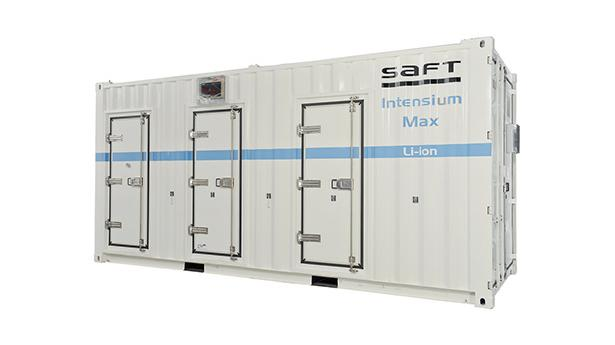 SAFT
Intensium
Max
Li-ion